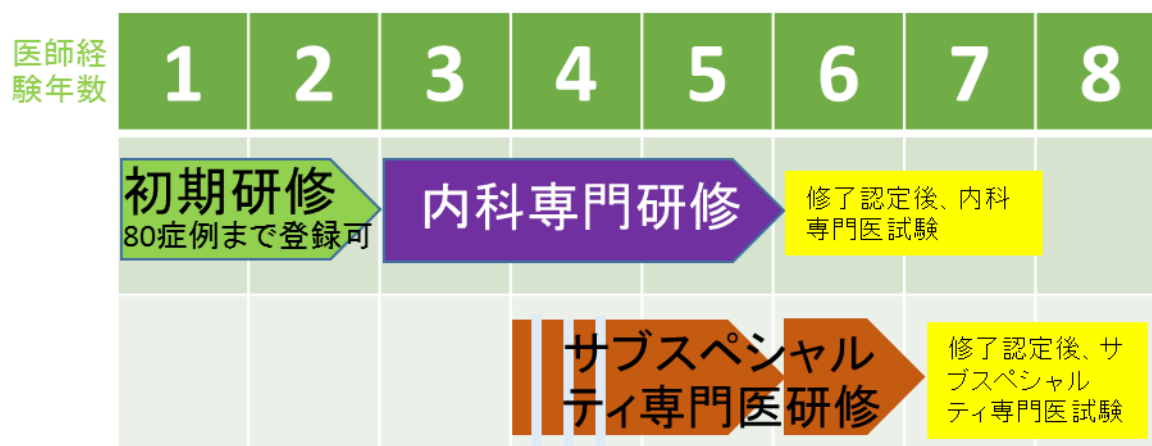 医師経
験年数
1 2 3 4 5 6 7 8
初期研修
80症例まで登録可
内科専門研修
修了認定後、内科
専門医試験
サブスペシャル
ティ専門医研修
修了認定後、サ
ブスペシャル
ティ専門医試験